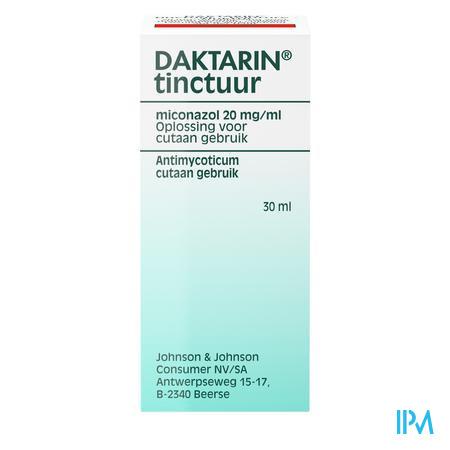 DAKTARIN®
tinctuur
miconazol 20 mg/ml
Oplossing voor
cutaan gebruik
Antimycoticum
cutaan gebruik
30 ml
Johnson & Johnson
Consumer NV/SA
Antwerpseweg 15-17,
B-2340 Beerse
IPM